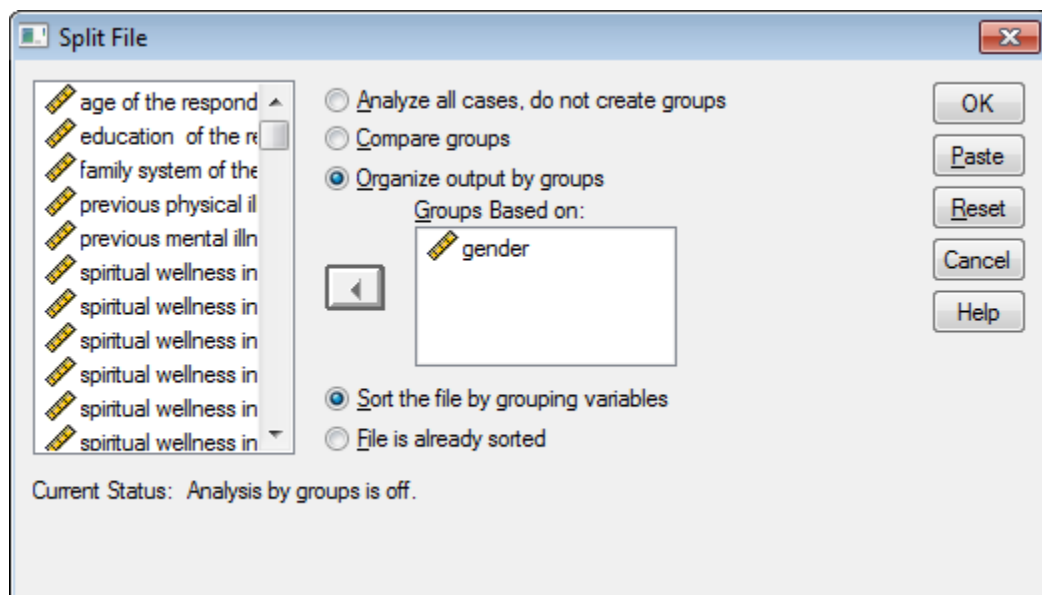 Split File
age of the respond
education of the re
family system of the
previous physical il
previous mental illn
spiritual wellness in
spiritual wellness in
spiritual wellness in
spiritual wellness in
spiritual wellness in
spiritual wellness in
Analyze all cases, do not create groups
Compare groups
Organize output by groups
Groups Based on:
gender
Sort the file by grouping variables
File is already sorted
OK
Paste
Reset
Cancel
Help
Current Status: Analysis by groups is off.